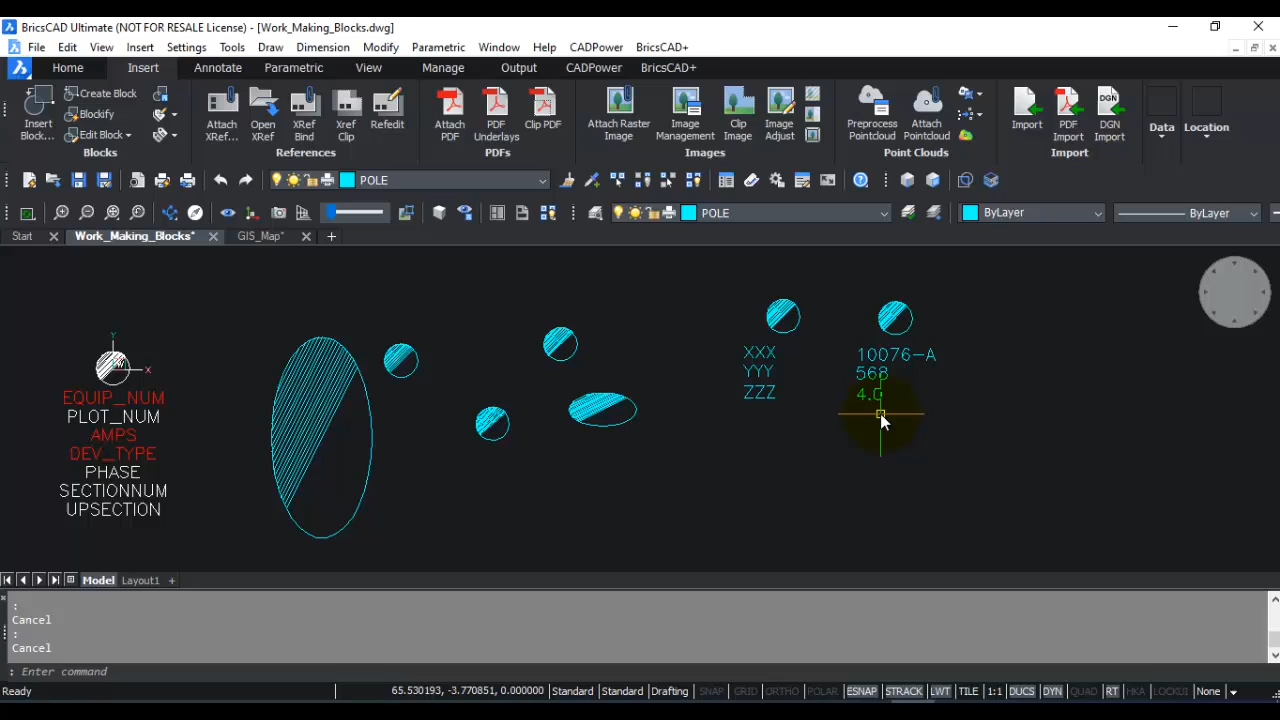 BricsCAD Ultimate (NOT FOR RESALE License) - [Work_Making_Blocks.dwg]
File Edit View Insert Settings Tools Draw Dimension Modify Parametric Window Help CADPower BricsCAD+
Home Insert Annotate Parametric View Manage Output CADPower BricsCAD+
Insert Block...
Create Block
Blockify
Edit Block
Attach XRef...
Open XRef
XRef Bind
Xref Clip
Refedit
Attach PDF
PDF Underlays
Clip PDF
Attach Raster Image
Image Management
Clip Image
Image Adjust
Preprocess Pointcloud
Attach Pointcloud
Import
PDF Import
DGN Import
Data
Location
Blocks References PDFs Images Point Clouds Import
POLE
POLE ByLayer ByLayer
Start Work_Making_Blocks* GIS_Map*
Y
X
EQUIP_NUM
PLOT_NUM
AMPS
DEV_TYPE
PHASE
SECTIONNUM
UPSECTION
XXX
YYY
ZZZ
10076-A
568
4.0
Model Layout1
:
Cancel
:
Cancel
: Enter command
Ready 65.530193, -3.770851, 0.000000 Standard Standard Drafting SNAP GRID ORTHO POLAR ESNAP STRACK LWT TILE 1:1 DUCS DYN QUAD RT HKA LOCKUI None